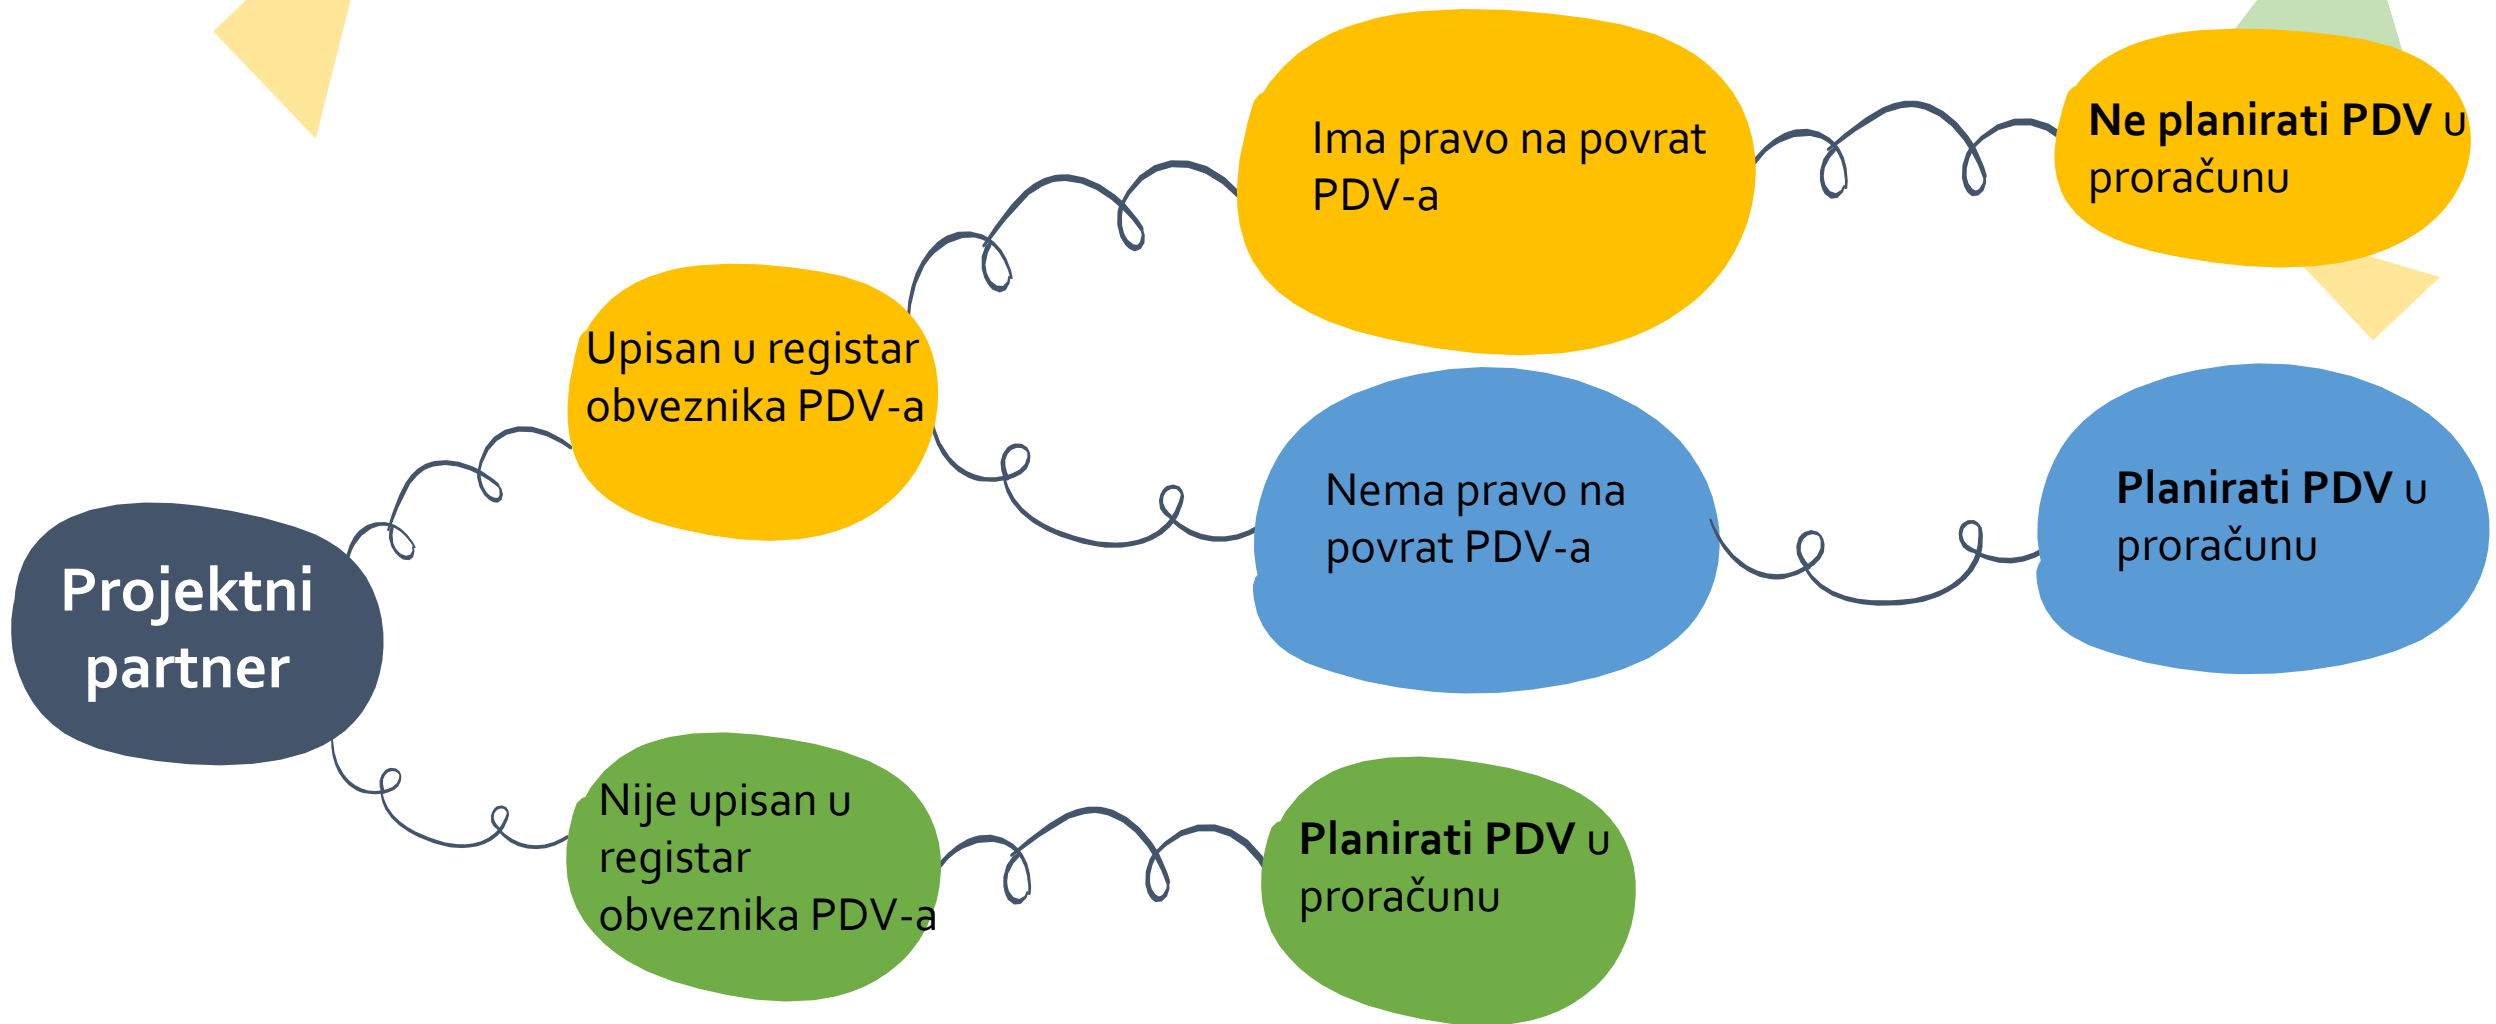 Projektni
partner
Upisan u registar
obveznika PDV-a
Ima pravo na povrat
PDV-a
Ne planirati PDV u
proračunu
Nema pravo na
povrat PDV-a
Planirati PDV u
proračunu
Nije upisan u
registar
obveznika PDV-a
Planirati PDV u
proračunu